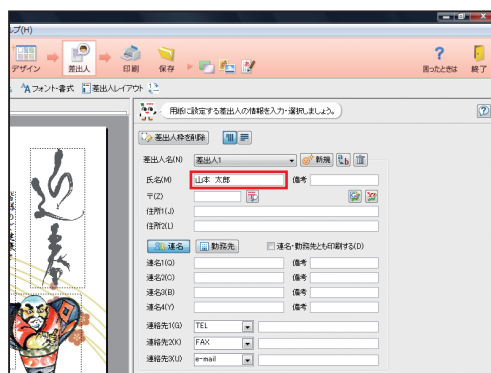 ルプ(H)
デザイン 差出人 印刷 保存 困ったときは 終了
フォント・書式 差出人レイアウト
用紙に設定する差出人の情報を入力・選択しましょう。
差出人枠を削除
差出人名(N) 差出人1 新規
氏名(M) 山本 太郎 備考
〒(Z)
住所1(J)
住所2(L)
連名 勤務先 連名・勤務先とも印刷する(D)
連名1(Q) 備考
連名2(C) 備考
連名3(B) 備考
連名4(Y) 備考
連絡先1(G) TEL
連絡先2(K) FAX
連絡先3(U) e-mail
迎春